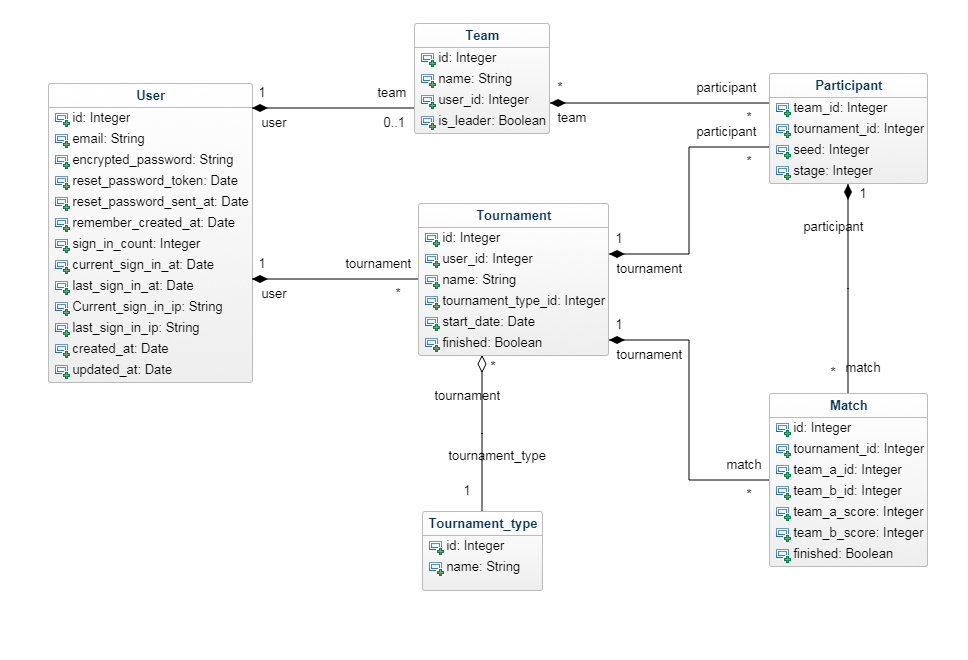 Team
id: Integer
name: String
user_id: Integer
is_leader: Boolean
User
id: Integer
email: String
encrypted_password: String
reset_password_token: Date
reset_password_sent_at: Date
remember_created_at: Date
sign_in_count: Integer
current_sign_in_at: Date
last_sign_in_at: Date
Current_sign_in_ip: String
last_sign_in_ip: String
created_at: Date
updated_at: Date
1
user
team
0..1
*
team
participant
*
Participant
team_id: Integer
tournament_id: Integer
seed: Integer
stage: Integer
participant
*
1
tournament
1
user
tournament
*
Tournament
id: Integer
user_id: Integer
name: String
tournament_type_id: Integer
start_date: Date
finished: Boolean
1
participant
*
match
1
tournament
match
*
*
tournament
tournament_type
1
Tournament_type
id: Integer
name: String
Match
id: Integer
tournament_id: Integer
team_a_id: Integer
team_b_id: Integer
team_a_score: Integer
team_b_score: Integer
finished: Boolean